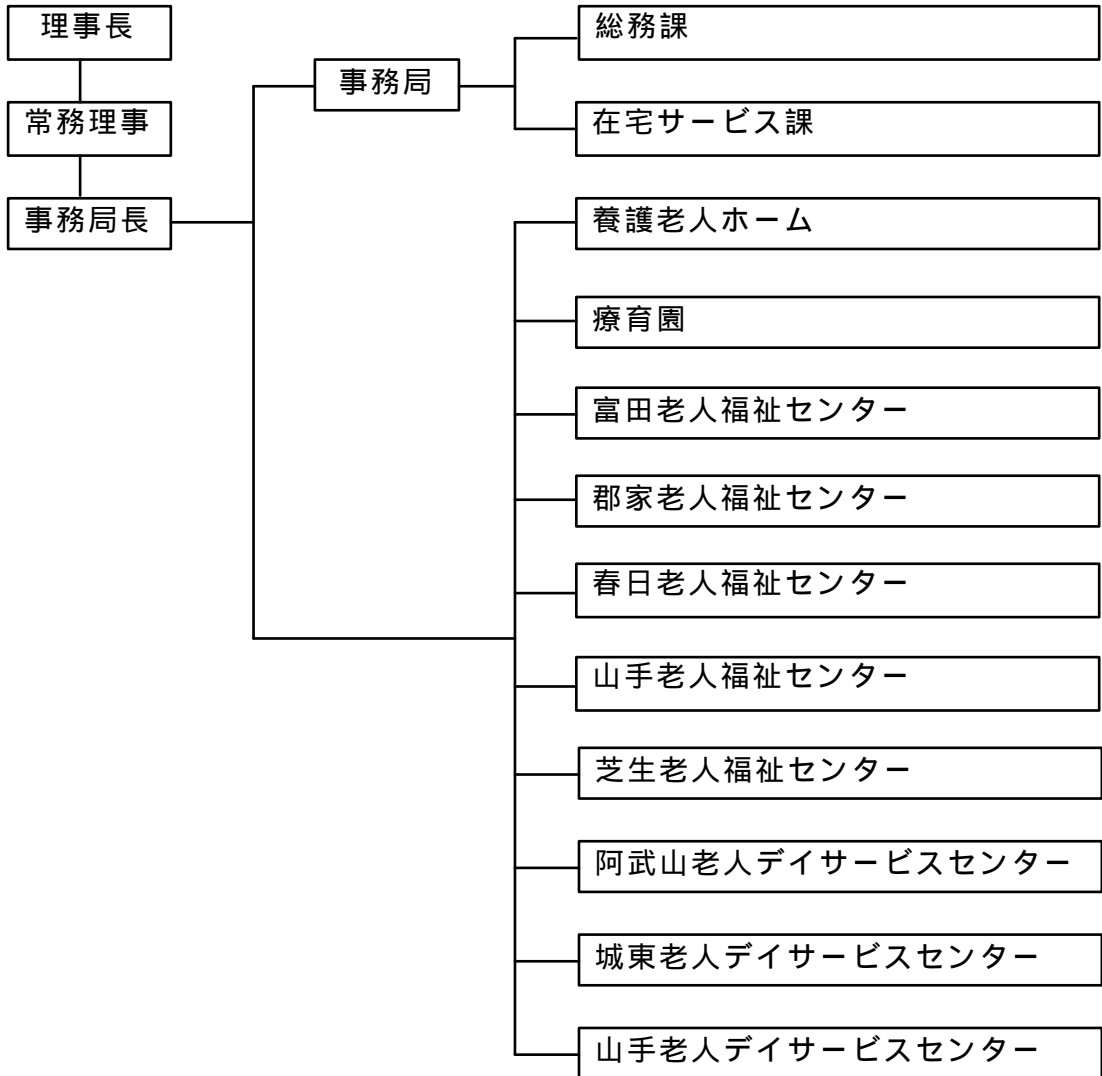 理事長
常務理事
事務局長
事務局
総務課
在宅サービス課
養護老人ホーム
療育園
富田老人福祉センター
郡家老人福祉センター
春日老人福祉センター
山手老人福祉センター
芝生老人福祉センター
阿武山老人デイサービスセンター
城東老人デイサービスセンター
山手老人デイサービスセンター